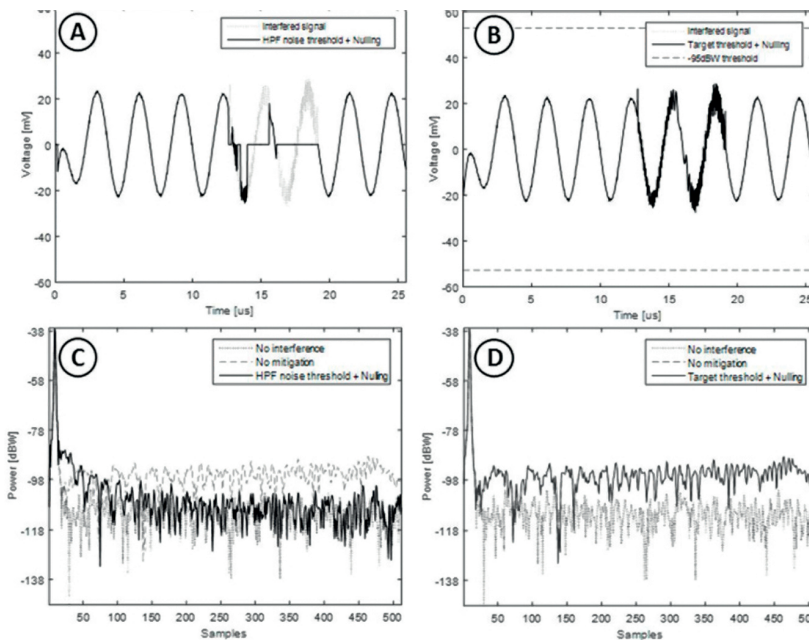 A
Interfered signal
HPF noise threshold + Nulling
60
40
20
0
-20
-40
-60
Voltage [mV]
0
5
10
15
20
25
Time [us]
B
Interfered signal
Target threshold + Nulling
-95dBW threshold
60
40
20
0
-20
-40
-60
Voltage [mV]
0
5
10
15
20
25
Time [us]
C
No interference
No mitigation
HPF noise threshold + Nulling
-38
-58
-78
-98
-118
-138
Power [dBW]
50
100
150
200
250
300
350
400
450
500
Samples
D
No interference
No mitigation
Target threshold + Nulling
-38
-58
-78
-98
-118
-138
Power [dBW]
50
100
150
200
250
300
350
400
450
500
Samples